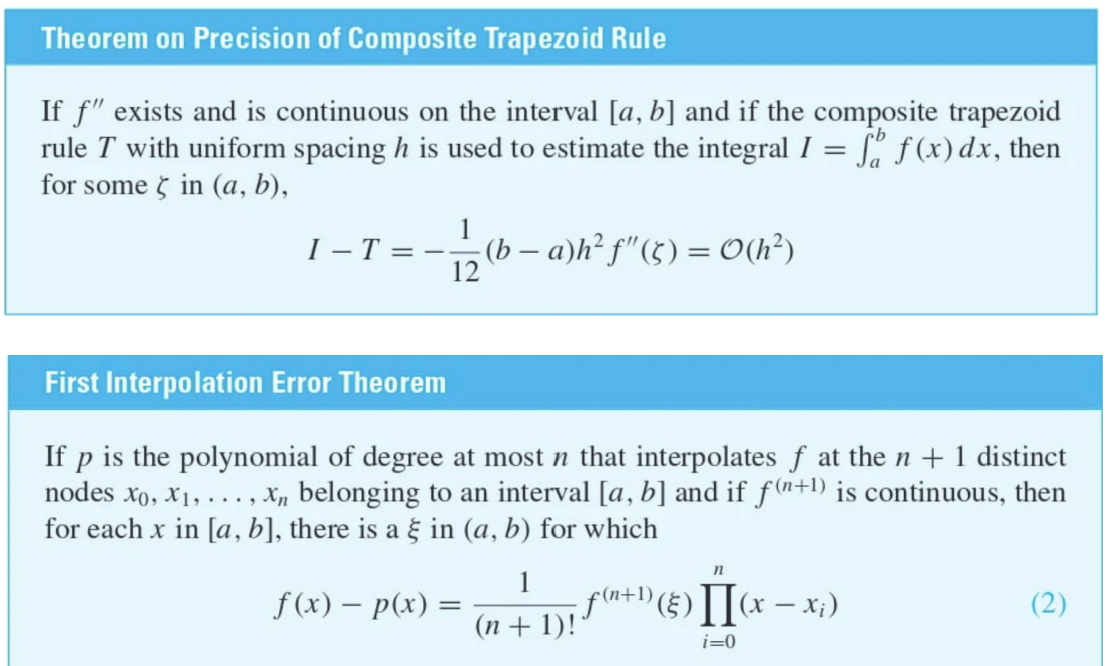 Theorem on Precision of Composite Trapezoid Rule
If f″ exists and is continuous on the interval [a, b] and if the composite trapezoid
rule T with uniform spacing h is used to estimate the integral I = ∫ₐᵇ f(x) dx, then
for some ζ in (a, b),
I − T = −1/12 (b − a)h² f″(ζ) = 𝒪(h²)
First Interpolation Error Theorem
If p is the polynomial of degree at most n that interpolates f at the n + 1 distinct
nodes x₀, x₁, . . . , xₙ belonging to an interval [a, b] and if f⁽ⁿ⁺¹⁾ is continuous, then
for each x in [a, b], there is a ξ in (a, b) for which
f(x) − p(x) = 1/(n + 1)! f⁽ⁿ⁺¹⁾(ξ) ∏ⁿᵢ₌₀ (x − xᵢ) (2)